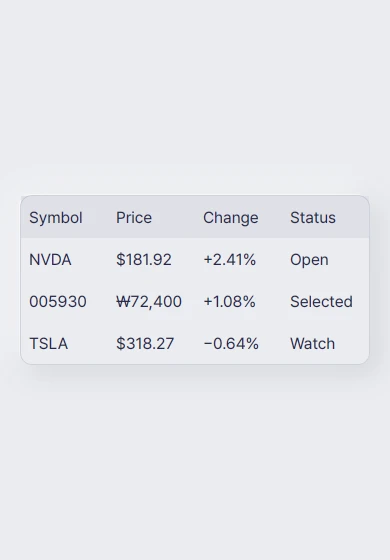 Symbol Price Change Status
NVDA $181.92 +2.41% Open
005930 ₩72,400 +1.08% Selected
TSLA $318.27 −0.64% Watch